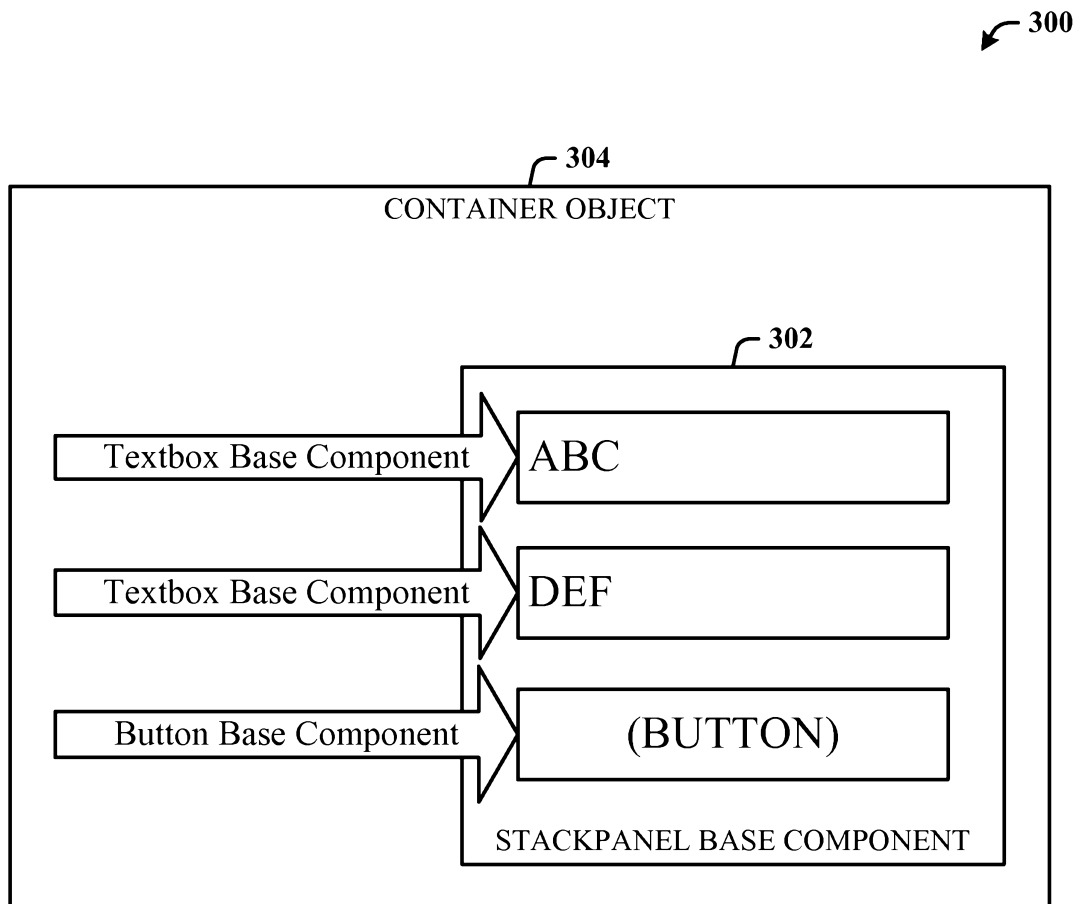 300
304
CONTAINER OBJECT
302
Textbox Base Component
ABC
Textbox Base Component
DEF
Button Base Component
(BUTTON)
STACKPANEL BASE COMPONENT